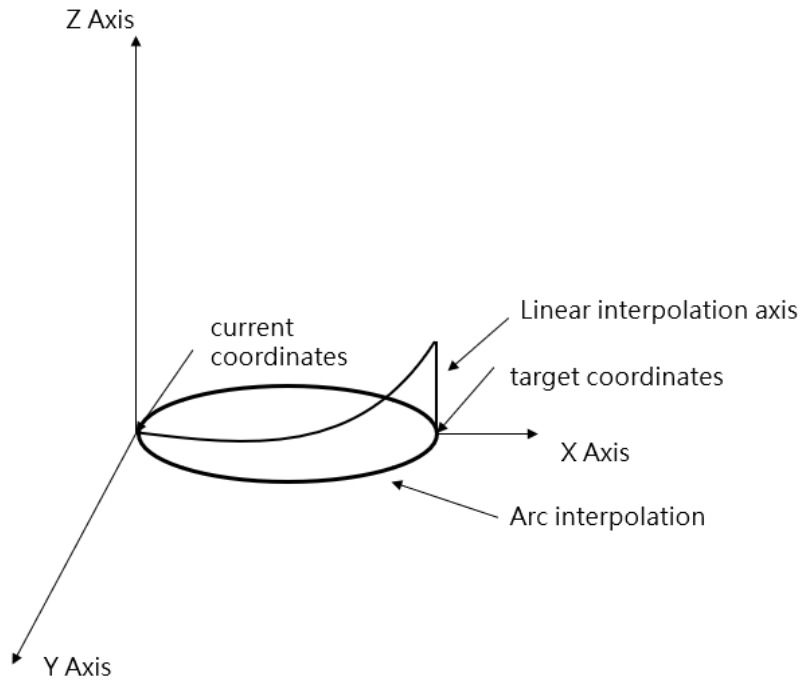 Z Axis
current
coordinates
Linear interpolation axis
target coordinates
X Axis
Arc interpolation
Y Axis